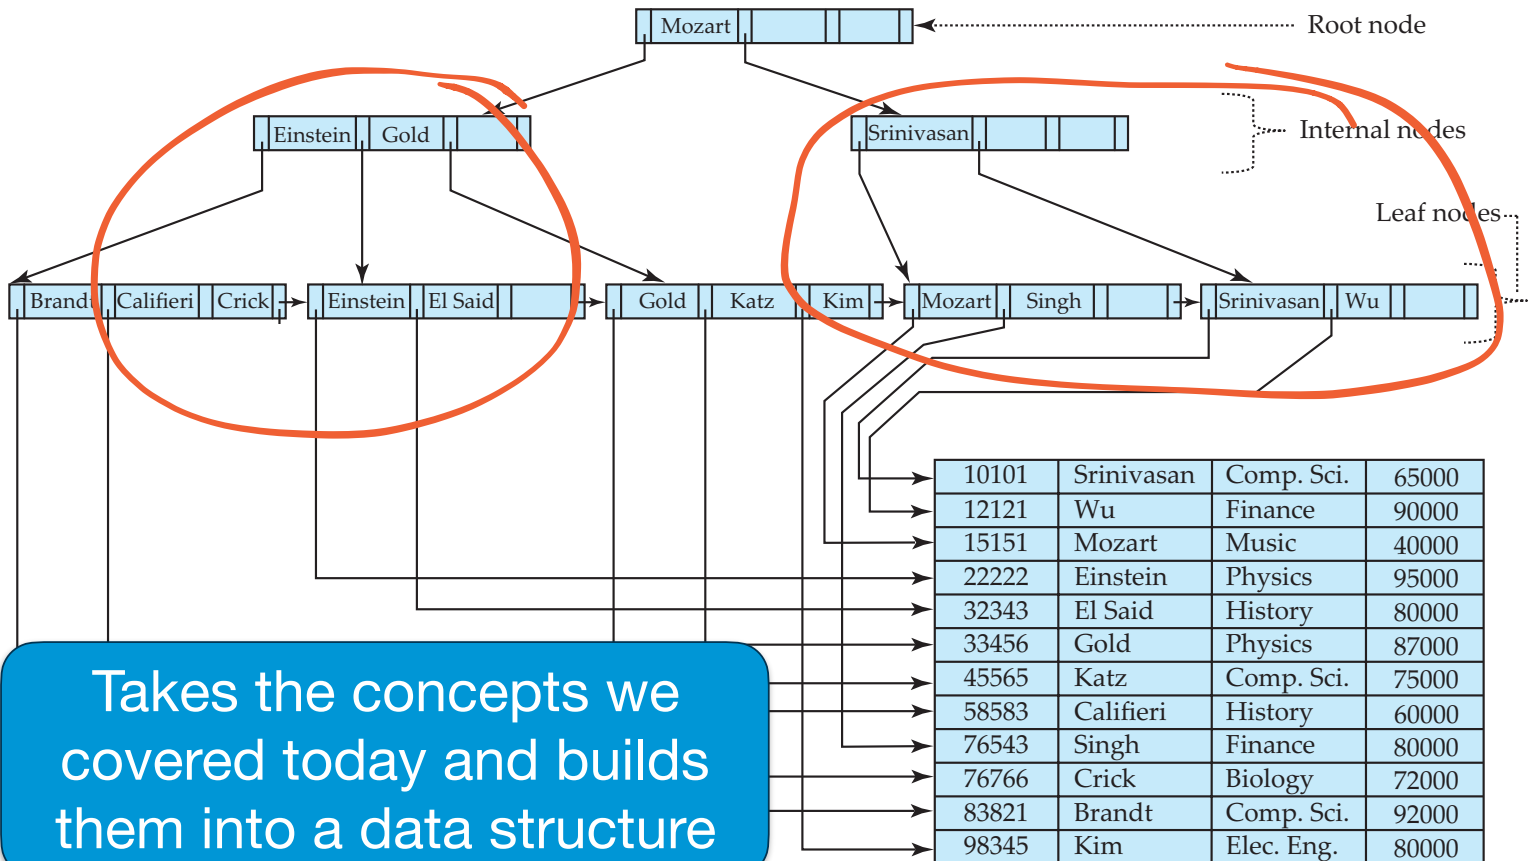 Mozart
Root node
Einstein Gold
Srinivasan
Internal nodes
Leaf nodes
Brandt Califieri Crick Einstein El Said Gold Katz Kim Mozart Singh Srinivasan Wu
10101 Srinivasan Comp. Sci. 65000
12121 Wu Finance 90000
15151 Mozart Music 40000
22222 Einstein Physics 95000
32343 El Said History 80000
33456 Gold Physics 87000
45565 Katz Comp. Sci. 75000
58583 Califieri History 60000
76543 Singh Finance 80000
76766 Crick Biology 72000
83821 Brandt Comp. Sci. 92000
98345 Kim Elec. Eng. 80000
Takes the concepts we
covered today and builds
them into a data structure